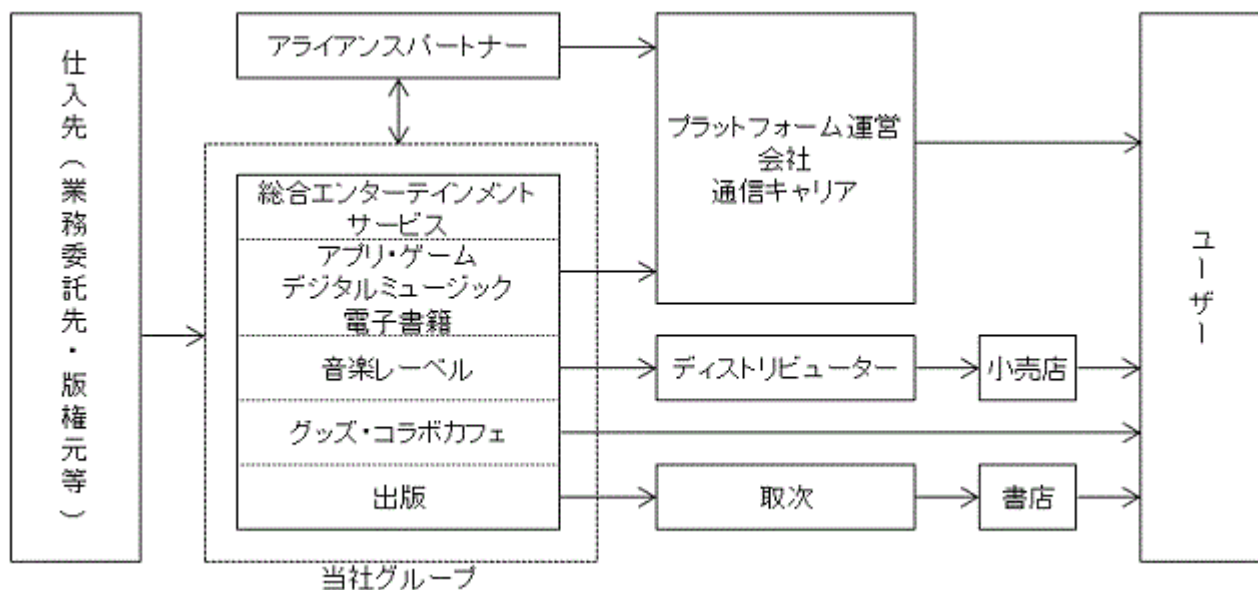 仕入先（業務委託先・版権元等）
アライアンスパートナー
プラットフォーム運営
会社
通信キャリア
総合エンターテインメント
サービス
アプリ・ゲーム
デジタルミュージック
電子書籍
音楽レーベル
ディストリビューター
小売店
グッズ・コラボカフェ
出版
取次
書店
ユーザー
当社グループ